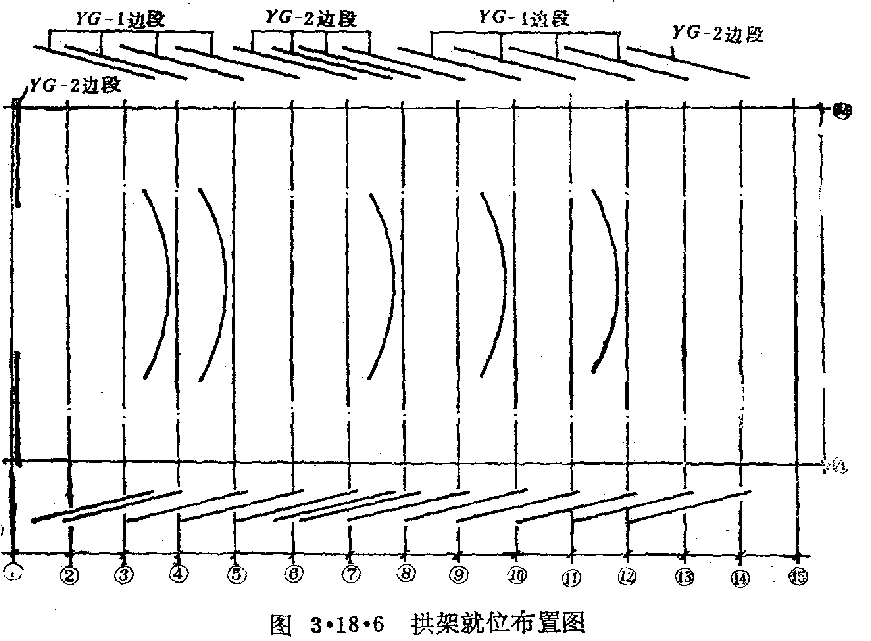 YG-1边段 YG-2边段 YG-1边段 YG-2边段
YG-2边段
① ② ③ ④ ⑤ ⑥ ⑦ ⑧ ⑨ ⑩ ⑪ ⑫ ⑬ ⑭ ⑮
图 3·18·6 拱架就位布置图